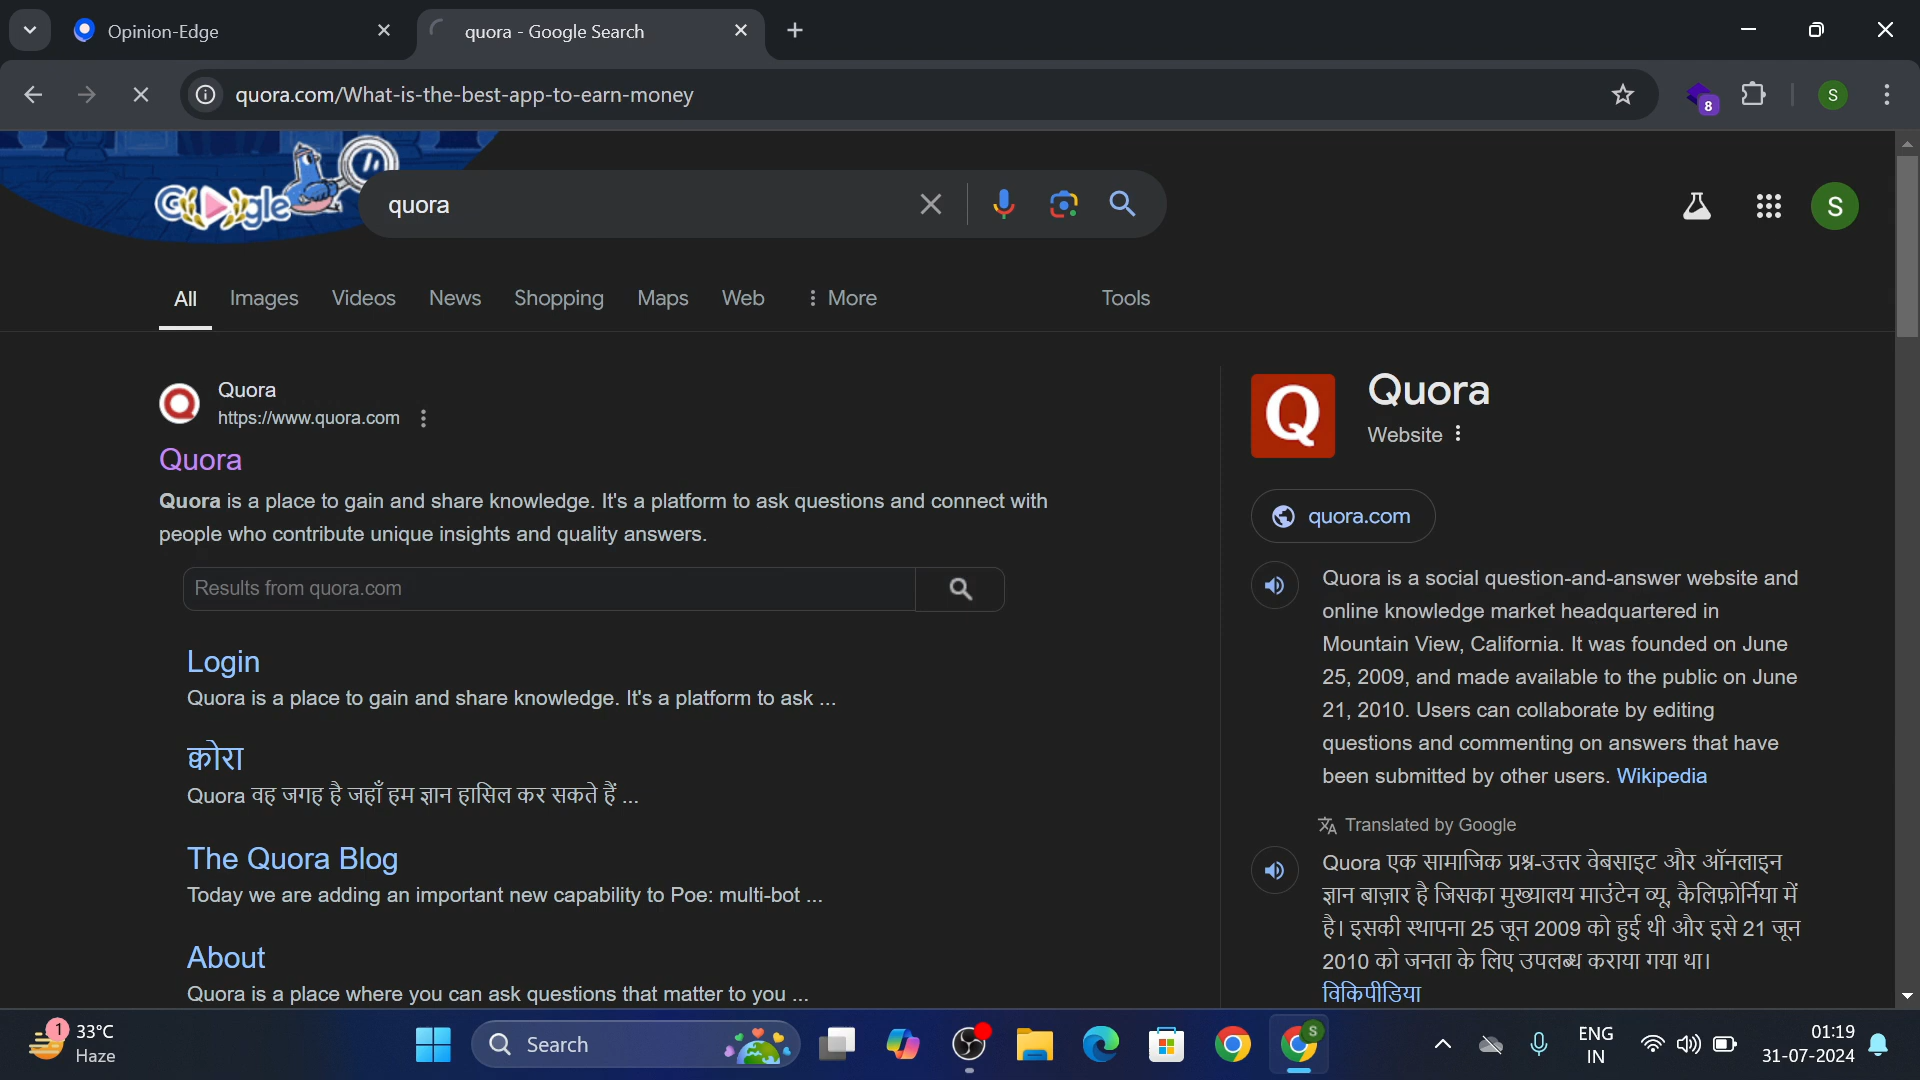 Opinion-Edge
quora - Google Search
quora.com/What-is-the-best-app-to-earn-money
8
S
Google
quora
S
All Images Videos News Shopping Maps Web More Tools
Quora
https://www.quora.com
Quora
Quora is a place to gain and share knowledge. It's a platform to ask questions and connect with
people who contribute unique insights and quality answers.
Results from quora.com
Login
Quora is a place to gain and share knowledge. It's a platform to ask ...
क्वोरा
Quora वह जगह है जहाँ हम ज्ञान हासिल कर सकते हैं ...
The Quora Blog
Today we are adding an important new capability to Poe: multi-bot ...
About
Quora is a place where you can ask questions that matter to you ...
Q
Quora
Website
quora.com
Quora is a social question-and-answer website and
online knowledge market headquartered in
Mountain View, California. It was founded on June
25, 2009, and made available to the public on June
21, 2010. Users can collaborate by editing
questions and commenting on answers that have
been submitted by other users. Wikipedia
Translated by Google
Quora एक सामाजिक प्रश्न-उत्तर वेबसाइट और ऑनलाइन
ज्ञान बाज़ार है जिसका मुख्यालय माउंटेन व्यू, कैलिफ़ोर्निया में
है। इसकी स्थापना 25 जून 2009 को हुई थी और इसे 21 जून
2010 को जनता के लिए उपलब्ध कराया गया था।
विकिपीडिया
1
33°C
Haze
Search
S
ENG
IN
01:19
31-07-2024